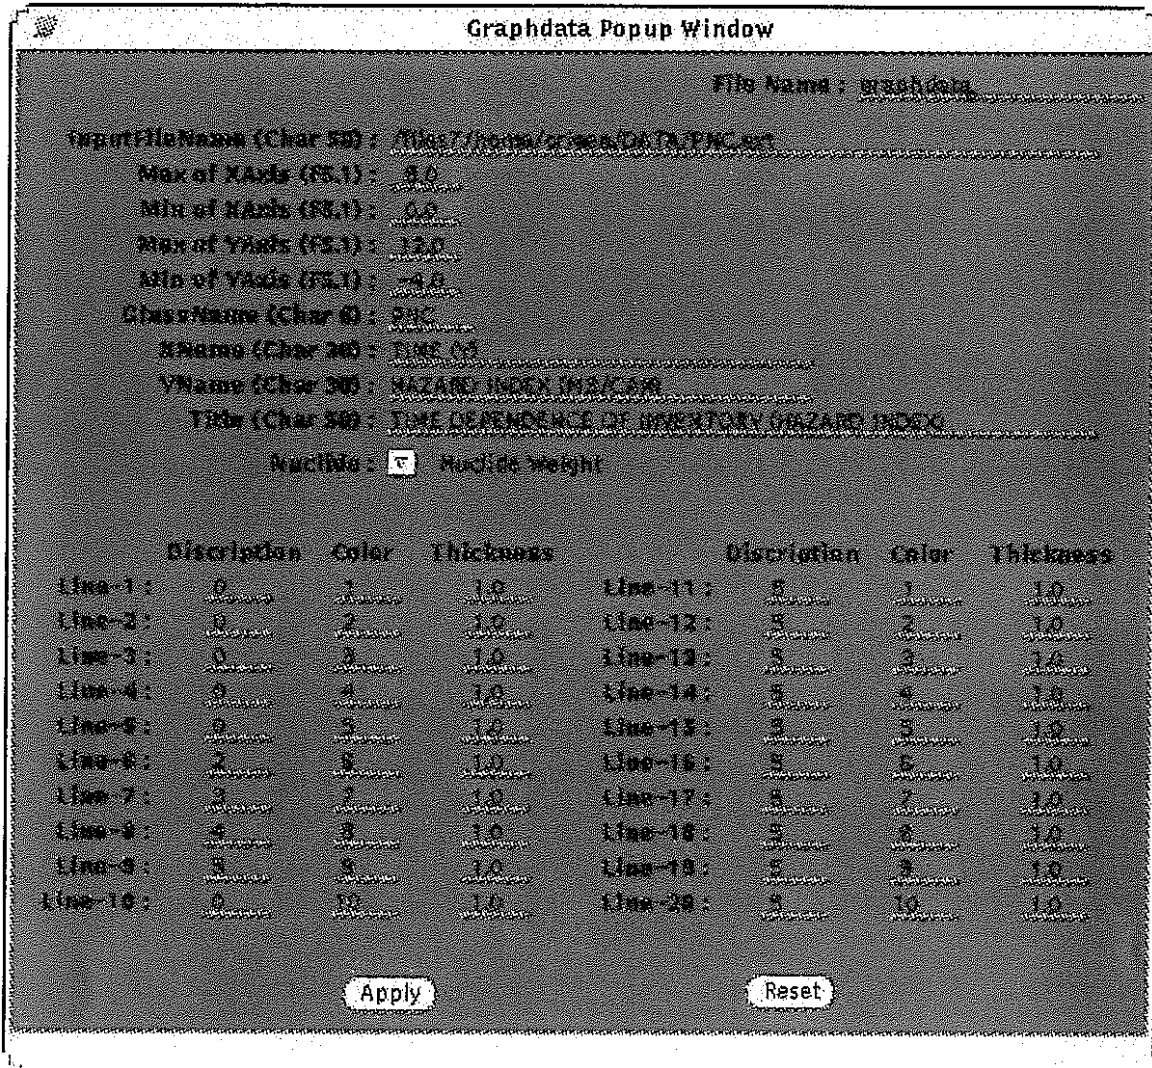 Graphdata Popup Window
File Name : graphdata
InputFileName (Char 50) :
Max of XAxis (F5.1) : 8.0
Min of XAxis (F5.1) : 0.0
Max of YAxis (F5.1) : 12.0
Min of YAxis (F5.1) : -4.0
GlassName (Char 6) : PNC
XName (Char 30) : TIME
YName (Char 30) : HAZARD INDEX
Title (Char 50) : TIME DEPENDENCE OF INVENTORY (HAZARD INDEX)
Nuclide : Nuclide Weight
Discription Color Thickness Discription Color Thickness
Line-1 : 0 1 1.0 Line-11 : 5 1 1.0
Line-2 : 0 2 1.0 Line-12 : 5 2 1.0
Line-3 : 0 3 1.0 Line-13 : 5 3 1.0
Line-4 : 0 4 1.0 Line-14 : 5 4 1.0
Line-5 : 0 5 1.0 Line-15 : 5 5 1.0
Line-6 : 2 6 1.0 Line-16 : 5 6 1.0
Line-7 : 3 7 1.0 Line-17 : 5 7 1.0
Line-8 : 4 8 1.0 Line-18 : 5 8 1.0
Line-9 : 5 9 1.0 Line-19 : 5 9 1.0
Line-10 : 0 10 1.0 Line-20 : 5 10 1.0
Apply Reset